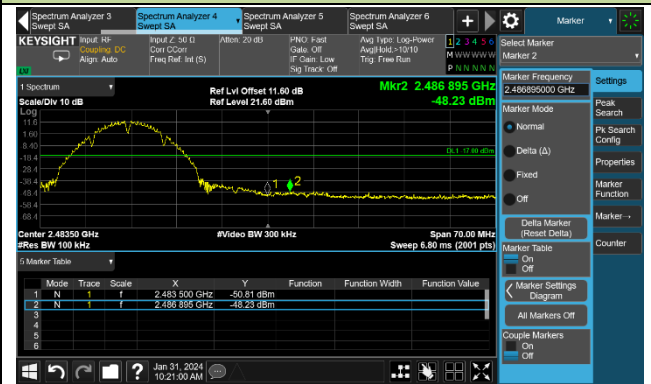 Spectrum Analyzer 3
Swept SA
Spectrum Analyzer 4
Swept SA
Spectrum Analyzer 5
Swept SA
Spectrum Analyzer 6
Swept SA
Marker
KEYSIGHT
Input: RF
Coupling: DC
Align: Auto
Input Z: 50 Ω
Corr CCorr
Freq Ref: Int (S)
Atten: 20 dB
PNO: Fast
Gate: Off
IF Gain: Low
Sig Track: Off
Avg Type: Log-Power
Avg|Hold:>10/10
Trig: Free Run
1 2 3 4 5 6
M W W W W W
P N N N N N
LXI
1 Spectrum
Scale/Div 10 dB
Log
Ref Lvl Offset 11.60 dB
Ref Level 21.60 dBm
Mkr2 2.486 895 GHz
-48.23 dBm
11.6
1.60
-8.40
DL1 -17.60 dBm
-18.4
-28.4
-38.4
-48.4
-58.4
-68.4
1
2
Center 2.48350 GHz
#Res BW 100 kHz
#Video BW 300 kHz
Span 70.00 MHz
Sweep 6.80 ms (2001 pts)
5 Marker Table
Mode Trace Scale X Y Function Function Width Function Value
1 N 1 f 2.483 500 GHz -50.81 dBm
2 N 1 f 2.486 895 GHz -48.23 dBm
3
4
5
6
Select Marker
Marker 2
Marker Frequency
2.486895000 GHz
Marker Mode
Normal
Delta (Δ)
Fixed
Off
Delta Marker
(Reset Delta)
Marker Table
On
Off
Marker Settings
Diagram
All Markers Off
Couple Markers
On
Off
Settings
Peak
Search
Pk Search
Config
Properties
Marker
Function
Marker→
Counter
?
Jan 31, 2024
10:21:00 AM